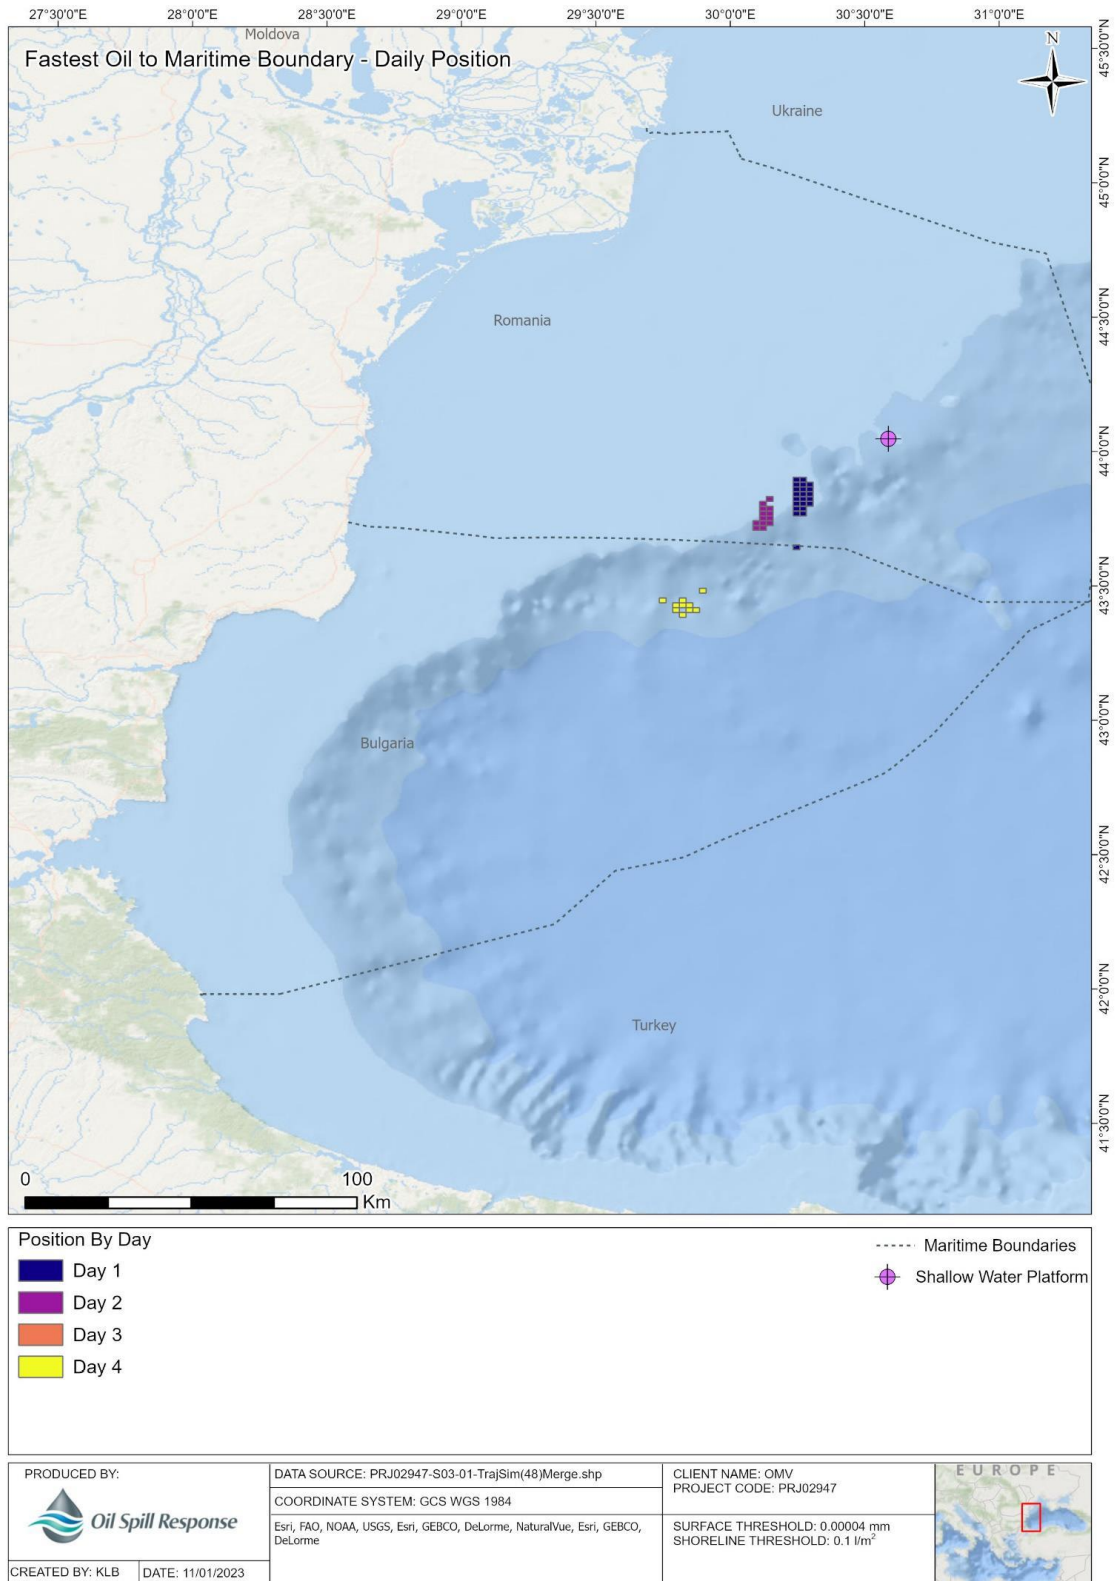 27°30'0"E 28°0'0"E 28°30'0"E 29°0'0"E 29°30'0"E 30°0'0"E 30°30'0"E 31°0'0"E
Moldova
Fastest Oil to Maritime Boundary - Daily Position
N
45°30'0"N
Ukraine
45°0'0"N
Romania
44°30'0"N
44°0'0"N
43°30'0"N
43°0'0"N
Bulgaria
42°30'0"N
42°0'0"N
Turkey
41°30'0"N
0 100
Km
Position By Day
Day 1
Day 2
Day 3
Day 4
Maritime Boundaries
Shallow Water Platform
PRODUCED BY:
Oil Spill Response
CREATED BY: KLB
DATE: 11/01/2023
DATA SOURCE: PRJ02947-S03-01-TrajSim(48)Merge.shp
COORDINATE SYSTEM: GCS WGS 1984
Esri, FAO, NOAA, USGS, Esri, GEBCO, DeLorme, NaturalVue, Esri, GEBCO,
DeLorme
CLIENT NAME: OMV
PROJECT CODE: PRJ02947
SURFACE THRESHOLD: 0.00004 mm
SHORELINE THRESHOLD: 0.1 l/m²
EUROPE